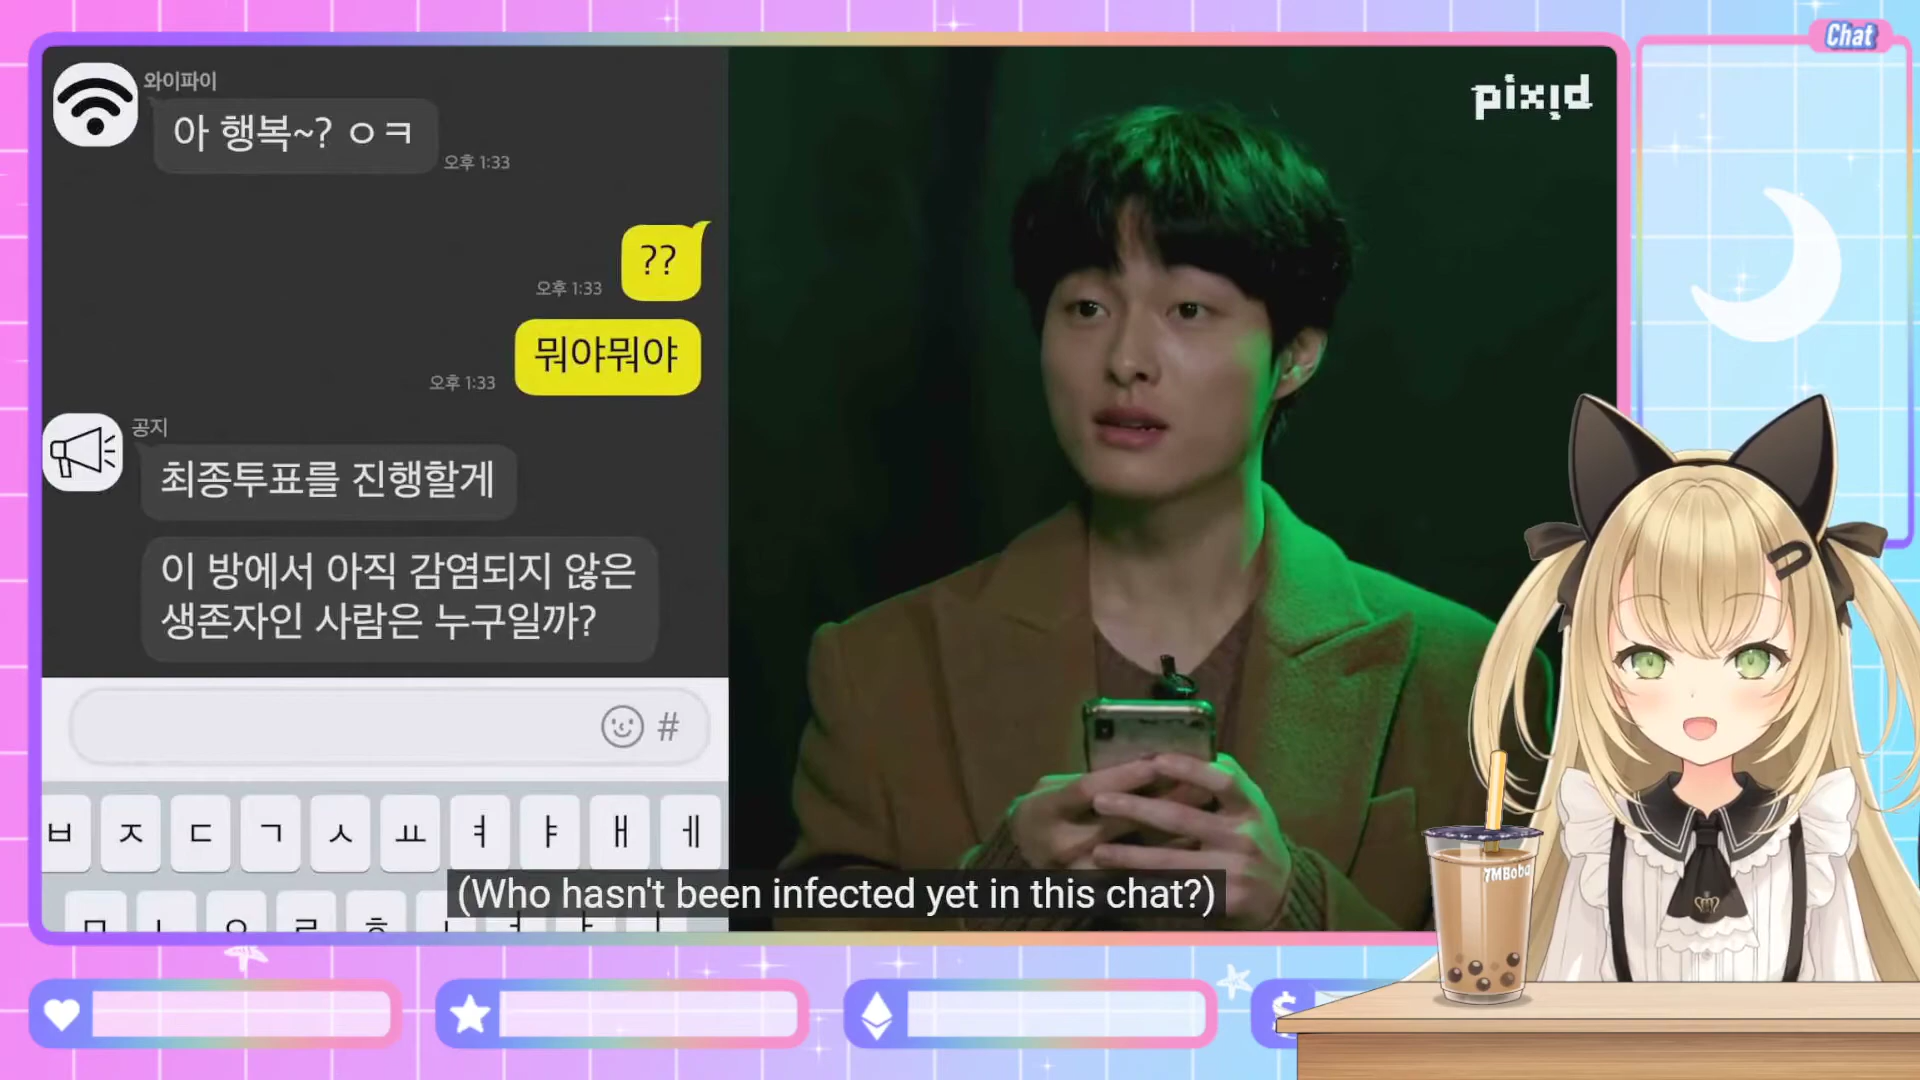 Chat
pixid
와이파이
아 행복~? ㅇㅋ
오후 1:33
??
오후 1:33
뭐야뭐야
오후 1:33
공지
최종투표를 진행할게
이 방에서 아직 감염되지 않은
생존자인 사람은 누구일까?
#
ㅂ ㅈ ㄷ ㄱ ㅅ ㅛ ㅕ ㅑ ㅐ ㅔ
(Who hasn't been infected yet in this chat?)
7MBoba
$